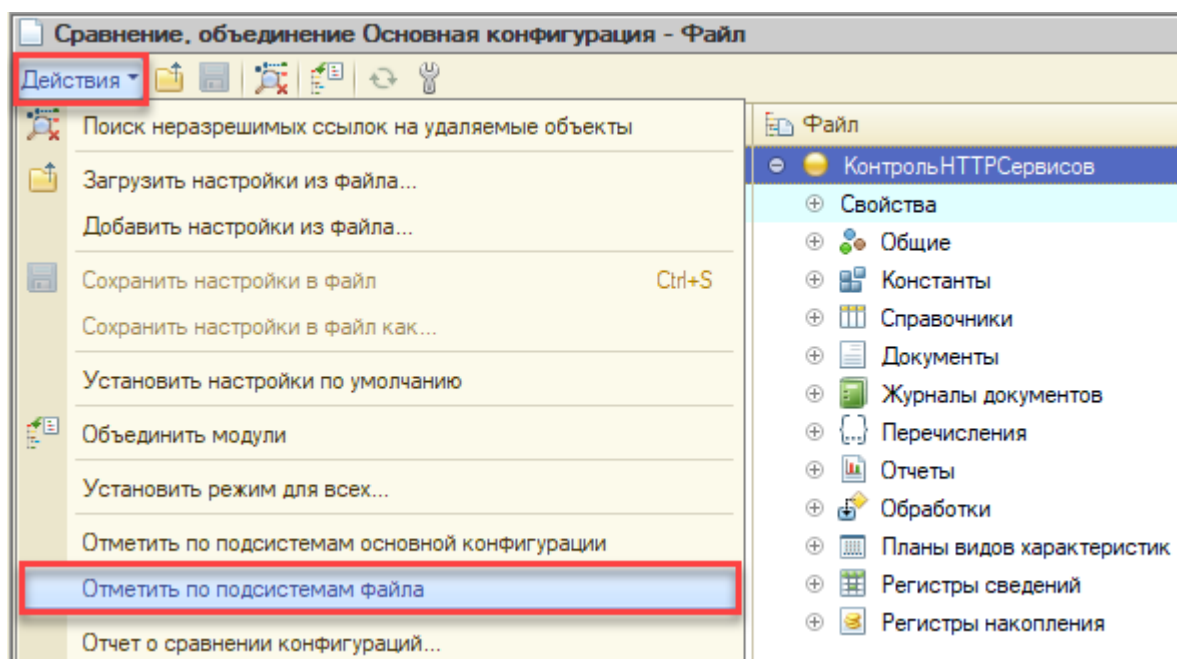 Сравнение, объединение Основная конфигурация - Файл
Действия
Поиск неразрешимых ссылок на удаляемые объекты
Загрузить настройки из файла...
Добавить настройки из файла...
Сохранить настройки в файл Ctrl+S
Сохранить настройки в файл как...
Установить настройки по умолчанию
Объединить модули
Установить режим для всех...
Отметить по подсистемам основной конфигурации
Отметить по подсистемам файла
Отчет о сравнении конфигураций...
Файл
КонтрольHTTPСервисов
Свойства
Общие
Константы
Справочники
Документы
Журналы документов
Перечисления
Отчеты
Обработки
Планы видов характеристик
Регистры сведений
Регистры накопления